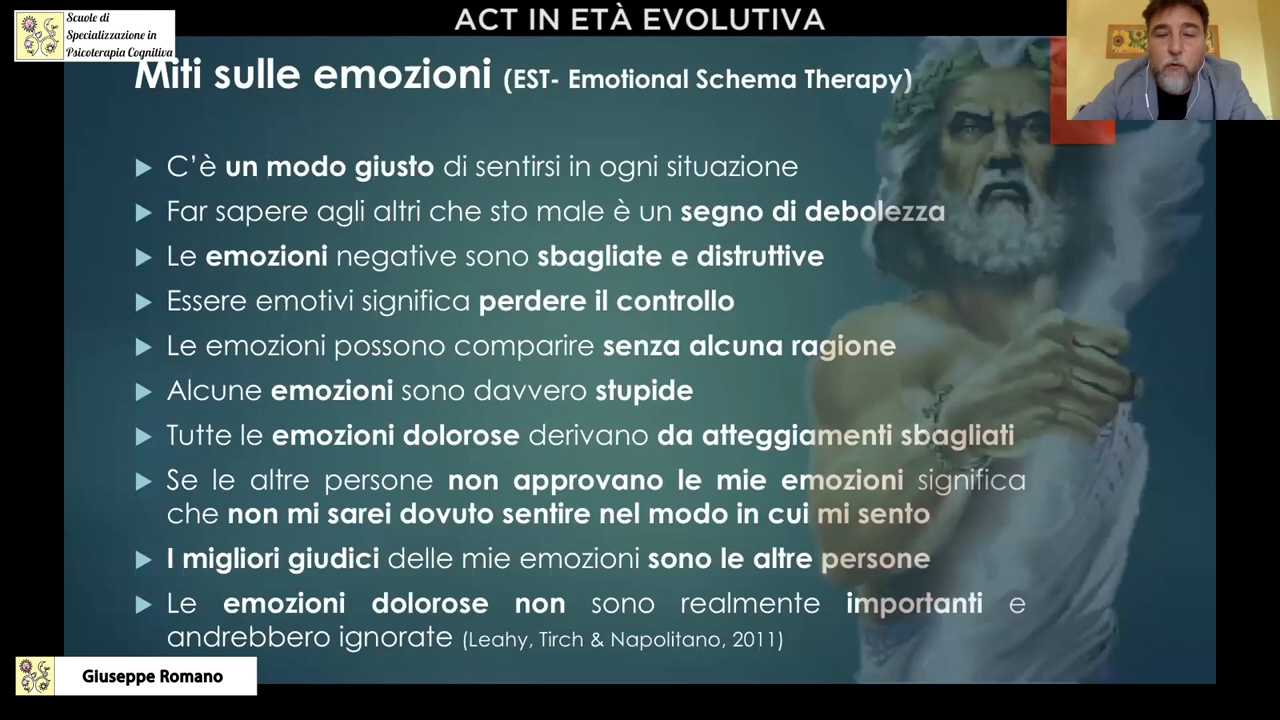 Scuole di
Specializzazione in
Psicoterapia Cognitiva
ACT IN ETÀ EVOLUTIVA
Miti sulle emozioni (EST- Emotional Schema Therapy)
C'è un modo giusto di sentirsi in ogni situazione
Far sapere agli altri che sto male è un segno di debolezza
Le emozioni negative sono sbagliate e distruttive
Essere emotivi significa perdere il controllo
Le emozioni possono comparire senza alcuna ragione
Alcune emozioni sono davvero stupide
Tutte le emozioni dolorose derivano da atteggiamenti sbagliati
Se le altre persone non approvano le mie emozioni significa
che non mi sarei dovuto sentire nel modo in cui mi sento
I migliori giudici delle mie emozioni sono le altre persone
Le emozioni dolorose non sono realmente importanti e
andrebbero ignorate (Leahy, Tirch & Napolitano, 2011)
Giuseppe Romano